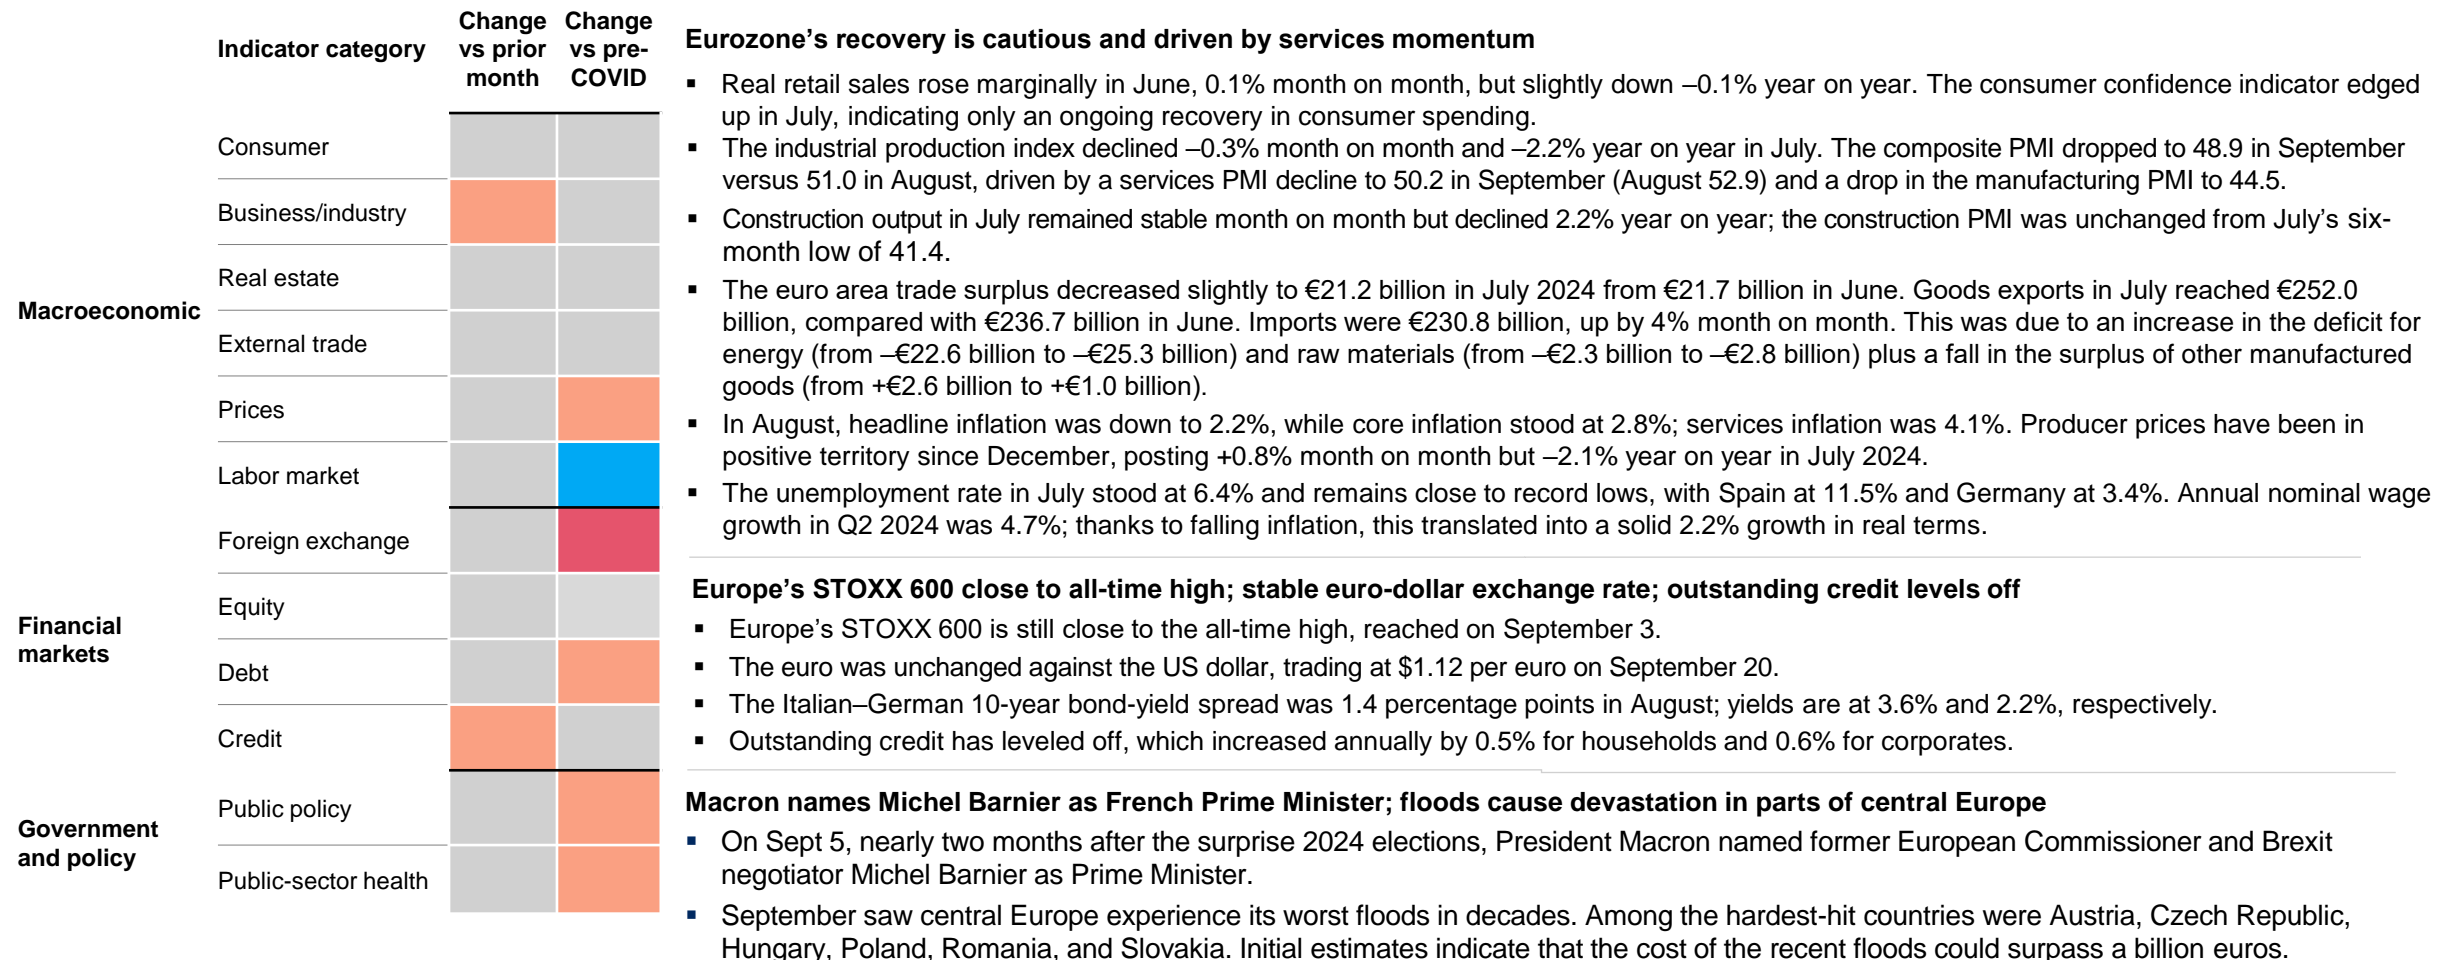 Indicator category
Change
vs prior
month
Change
vs pre-
COVID
Macroeconomic
Consumer
Business/industry
Real estate
External trade
Prices
Labor market
Financial
markets
Foreign exchange
Equity
Debt
Credit
Government
and policy
Public policy
Public-sector health
Eurozone’s recovery is cautious and driven by services momentum
▪ Real retail sales rose marginally in June, 0.1% month on month, but slightly down –0.1% year on year. The consumer confidence indicator edged
up in July, indicating only an ongoing recovery in consumer spending.
▪ The industrial production index declined –0.3% month on month and –2.2% year on year in July. The composite PMI dropped to 48.9 in September
versus 51.0 in August, driven by a services PMI decline to 50.2 in September (August 52.9) and a drop in the manufacturing PMI to 44.5.
▪ Construction output in July remained stable month on month but declined 2.2% year on year; the construction PMI was unchanged from July’s six-
month low of 41.4.
▪ The euro area trade surplus decreased slightly to €21.2 billion in July 2024 from €21.7 billion in June. Goods exports in July reached €252.0
billion, compared with €236.7 billion in June. Imports were €230.8 billion, up by 4% month on month. This was due to an increase in the deficit for
energy (from –€22.6 billion to –€25.3 billion) and raw materials (from –€2.3 billion to –€2.8 billion) plus a fall in the surplus of other manufactured
goods (from +€2.6 billion to +€1.0 billion).
▪ In August, headline inflation was down to 2.2%, while core inflation stood at 2.8%; services inflation was 4.1%. Producer prices have been in
positive territory since December, posting +0.8% month on month but –2.1% year on year in July 2024.
▪ The unemployment rate in July stood at 6.4% and remains close to record lows, with Spain at 11.5% and Germany at 3.4%. Annual nominal wage
growth in Q2 2024 was 4.7%; thanks to falling inflation, this translated into a solid 2.2% growth in real terms.
Europe’s STOXX 600 close to all-time high; stable euro-dollar exchange rate; outstanding credit levels off
▪ Europe’s STOXX 600 is still close to the all-time high, reached on September 3.
▪ The euro was unchanged against the US dollar, trading at $1.12 per euro on September 20.
▪ The Italian–German 10-year bond-yield spread was 1.4 percentage points in August; yields are at 3.6% and 2.2%, respectively.
▪ Outstanding credit has leveled off, which increased annually by 0.5% for households and 0.6% for corporates.
Macron names Michel Barnier as French Prime Minister; floods cause devastation in parts of central Europe
▪ On Sept 5, nearly two months after the surprise 2024 elections, President Macron named former European Commissioner and Brexit
negotiator Michel Barnier as Prime Minister.
▪ September saw central Europe experience its worst floods in decades. Among the hardest-hit countries were Austria, Czech Republic,
Hungary, Poland, Romania, and Slovakia. Initial estimates indicate that the cost of the recent floods could surpass a billion euros.